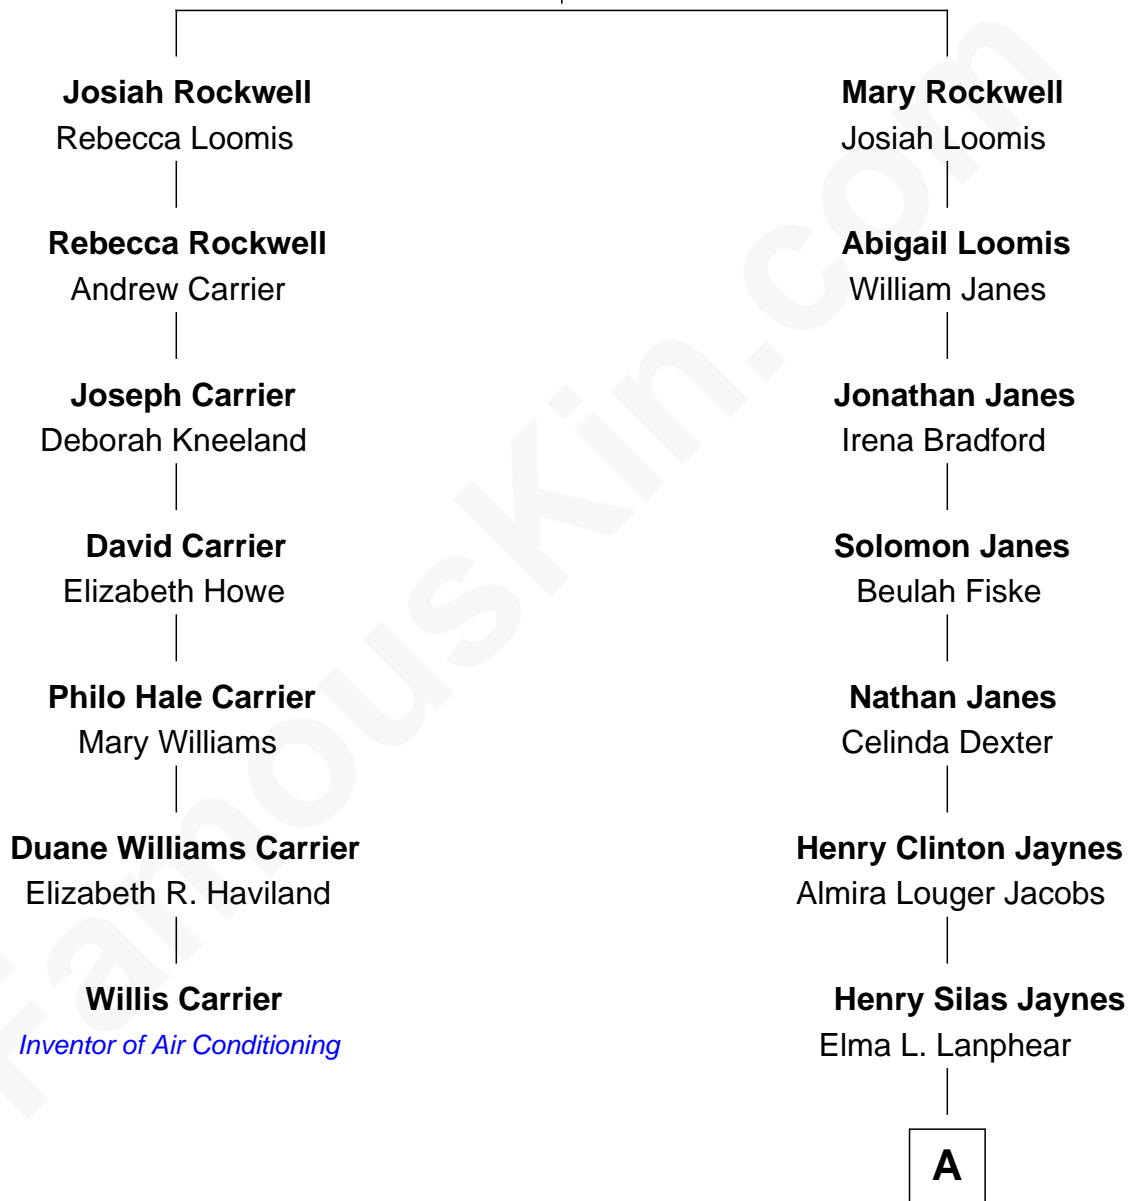 Josiah Rockwell
Rebecca Loomis
Rebecca Rockwell
Andrew Carrier
Joseph Carrier
Deborah Kneeland
David Carrier
Elizabeth Howe
Philo Hale Carrier
Mary Williams
Duane Williams Carrier
Elizabeth R. Haviland
Willis Carrier
Inventor of Air Conditioning
Mary Rockwell
Josiah Loomis
Abigail Loomis
William Janes
Jonathan Janes
Irena Bradford
Solomon Janes
Beulah Fiske
Nathan Janes
Celinda Dexter
Henry Clinton Jaynes
Almira Louger Jacobs
Henry Silas Jaynes
Elma L. Lanphear
A
FamousKin.com